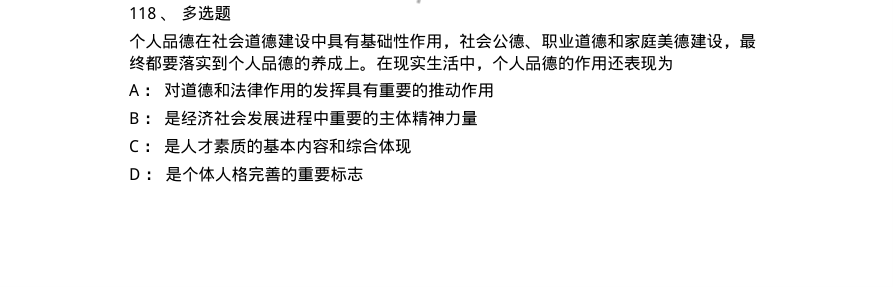 118 、 多选题
个人品德在社会道德建设中具有基础性作用，社会公德、职业道德和家庭美德建设，最
终都要落实到个人品德的养成上。在现实生活中，个人品德的作用还表现为
A： 对道德和法律作用的发挥具有重要的推动作用
B： 是经济社会发展进程中重要的主体精神力量
C： 是人才素质的基本内容和综合体现
D： 是个体人格完善的重要标志